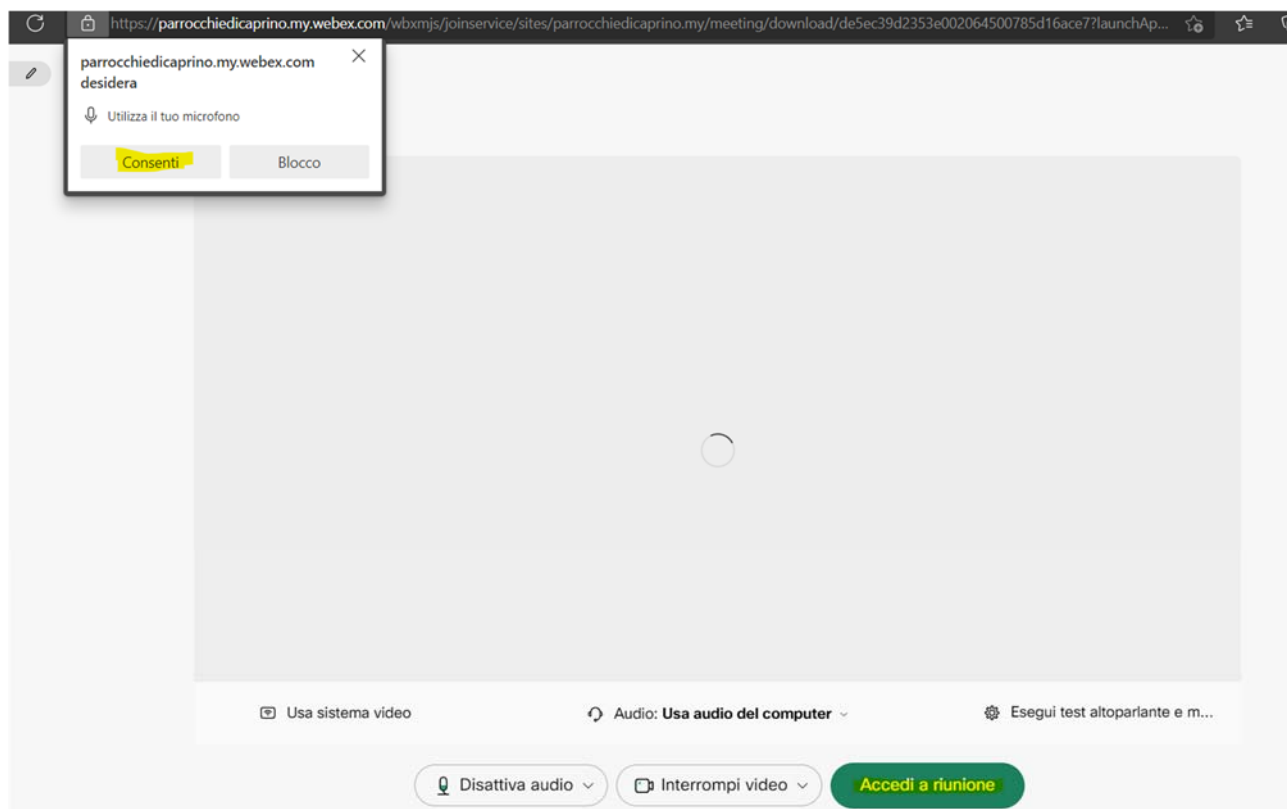 https://parrocchiedicaprino.my.webex.com/wbxmjs/joinservice/sites/parrocchiedicaprino.my/meeting/download/de5ec39d2353e002064500785d16ace7?launchAp...
parrocchiedicaprino.my.webex.com
desidera
Utilizza il tuo microfono
Consenti Blocco
Usa sistema video Audio: Usa audio del computer Esegui test altoparlante e m...
Disattiva audio Interrompi video Accedi a riunione